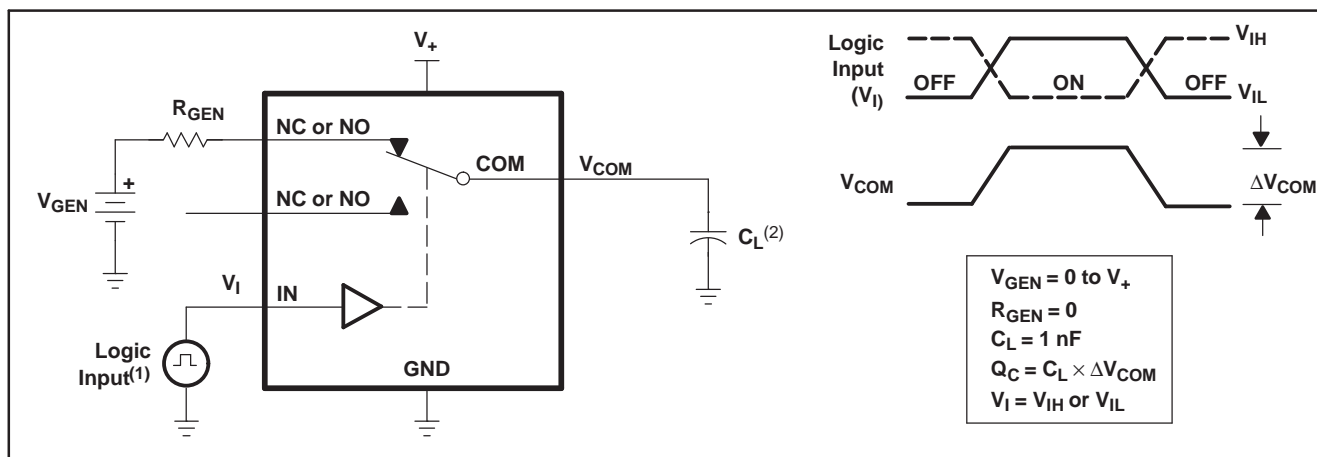 V+
RGEN
NC or NO
COM
VCOM
VGEN
+
NC or NO
CL(2)
VI
IN
Logic
Input(1)
GND
Logic
Input
(VI)
VIH
OFF
ON
OFF
VIL
VCOM
ΔVCOM
VGEN = 0 to V+
RGEN = 0
CL = 1 nF
QC = CL × ΔVCOM
VI = VIH or VIL